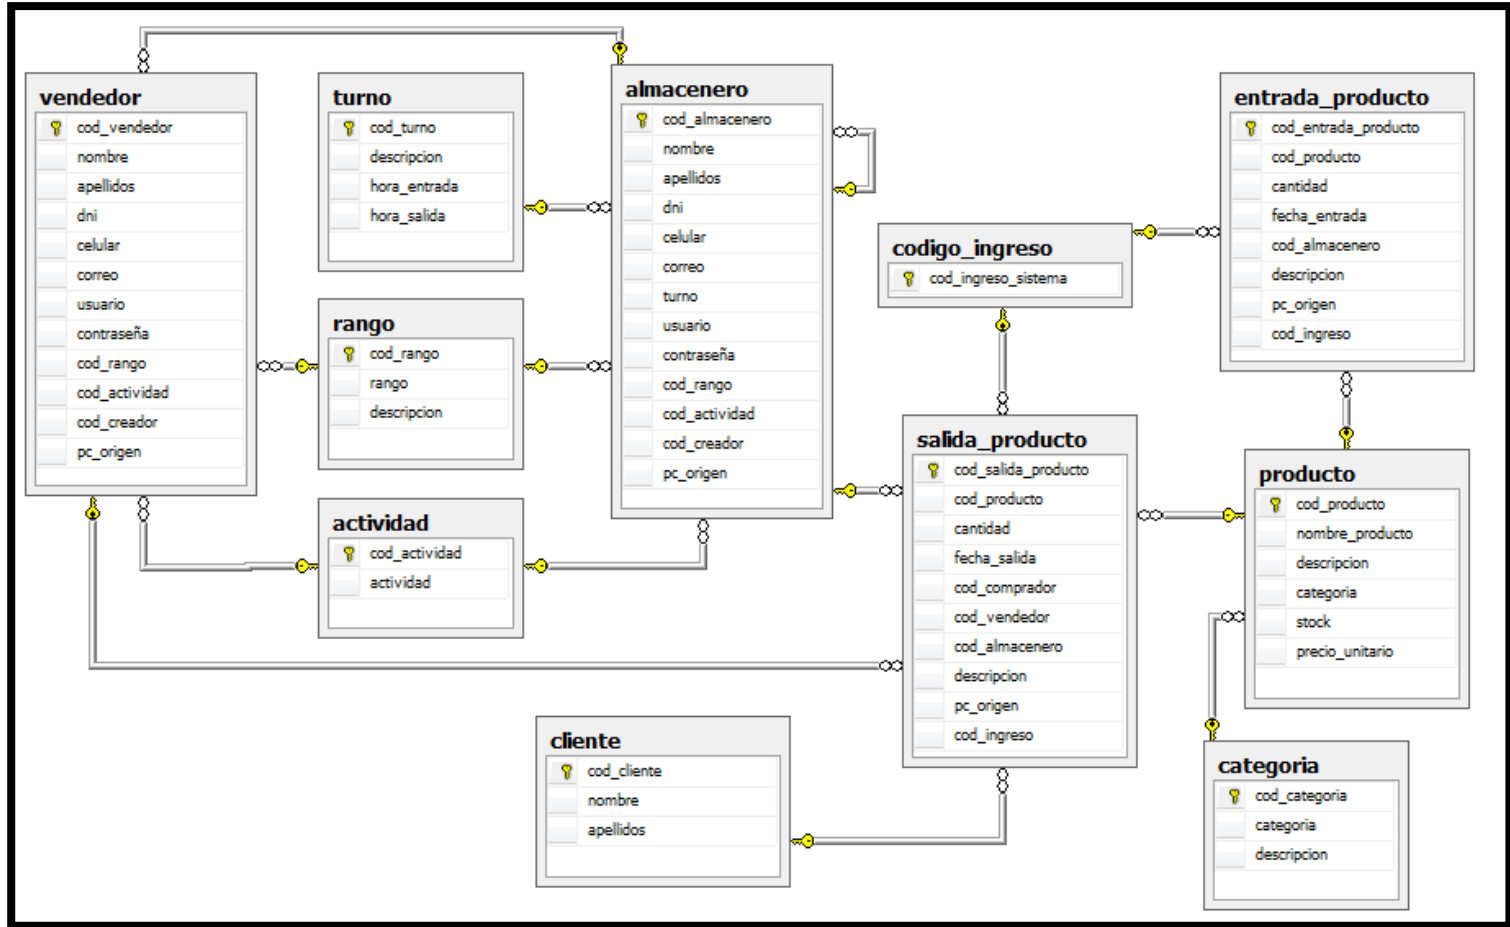 vendedor
cod_vendedor
nombre
apellidos
dni
celular
correo
usuario
contraseña
cod_rango
cod_actividad
cod_creador
pc_origen
turno
cod_turno
descripcion
hora_entrada
hora_salida
rango
cod_rango
rango
descripcion
actividad
cod_actividad
actividad
almacenero
cod_almacenero
nombre
apellidos
dni
celular
correo
turno
usuario
contraseña
cod_rango
cod_actividad
cod_creador
pc_origen
codigo_ingreso
cod_ingreso_sistema
entrada_producto
cod_entrada_producto
cod_producto
cantidad
fecha_entrada
cod_almacenero
descripcion
pc_origen
cod_ingreso
salida_producto
cod_salida_producto
cod_producto
cantidad
fecha_salida
cod_comprador
cod_vendedor
cod_almacenero
descripcion
pc_origen
cod_ingreso
producto
cod_producto
nombre_producto
descripcion
categoria
stock
precio_unitario
cliente
cod_cliente
nombre
apellidos
categoria
cod_categoria
categoria
descripcion